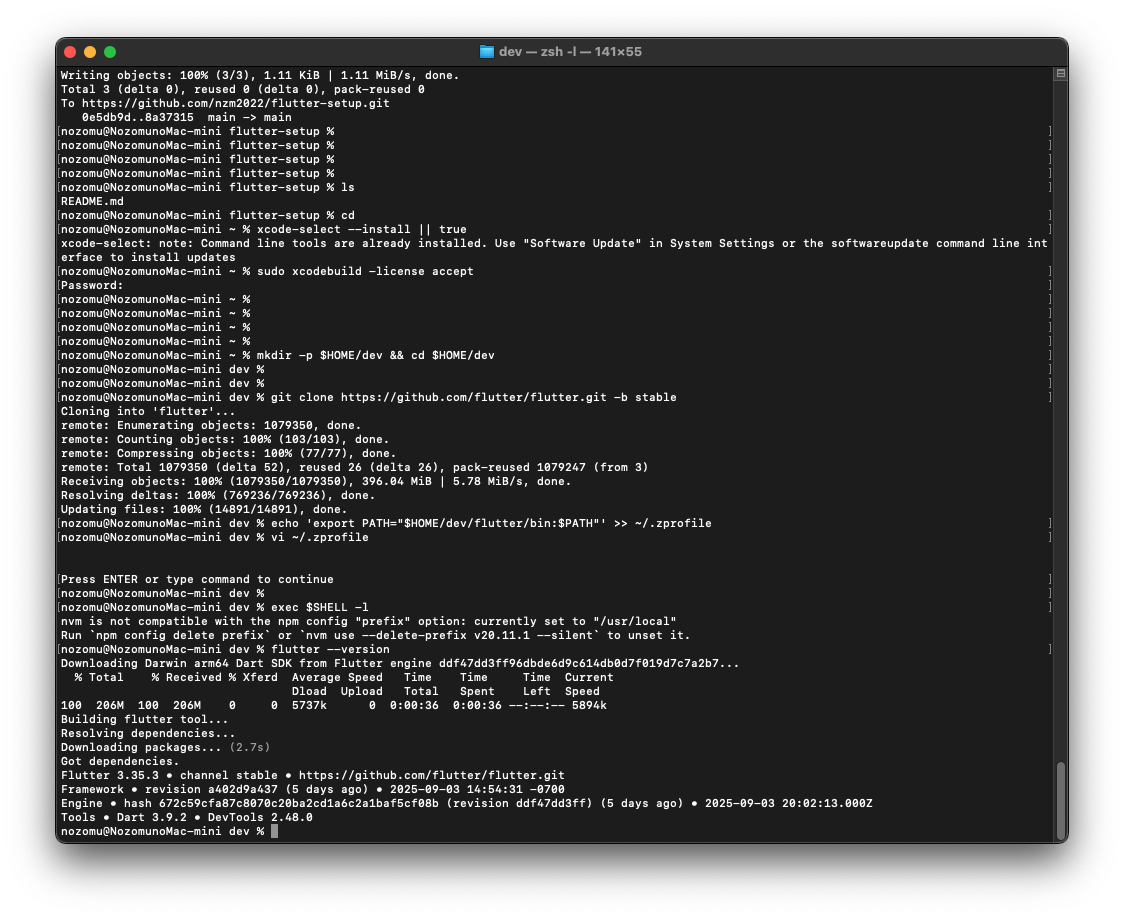 dev — zsh -l — 141×55
Writing objects: 100% (3/3), 1.11 KiB | 1.11 MiB/s, done.
Total 3 (delta 0), reused 0 (delta 0), pack-reused 0
To https://github.com/nzm2022/flutter-setup.git
   0e5db9d..8a37315  main -> main
[nozomu@NozomunoMac-mini flutter-setup % ]
[nozomu@NozomunoMac-mini flutter-setup % ]
[nozomu@NozomunoMac-mini flutter-setup % ]
[nozomu@NozomunoMac-mini flutter-setup % ]
[nozomu@NozomunoMac-mini flutter-setup % ls ]
README.md
[nozomu@NozomunoMac-mini flutter-setup % cd ]
[nozomu@NozomunoMac-mini ~ % xcode-select --install || true ]
xcode-select: note: Command line tools are already installed. Use "Software Update" in System Settings or the softwareupdate command line int
erface to install updates
[nozomu@NozomunoMac-mini ~ % sudo xcodebuild -license accept ]
[Password: ]
[nozomu@NozomunoMac-mini ~ % ]
[nozomu@NozomunoMac-mini ~ % ]
[nozomu@NozomunoMac-mini ~ % ]
[nozomu@NozomunoMac-mini ~ % ]
[nozomu@NozomunoMac-mini ~ % mkdir -p $HOME/dev && cd $HOME/dev ]
[nozomu@NozomunoMac-mini dev % ]
[nozomu@NozomunoMac-mini dev % ]
[nozomu@NozomunoMac-mini dev % git clone https://github.com/flutter/flutter.git -b stable ]
Cloning into 'flutter'...
remote: Enumerating objects: 1079350, done.
remote: Counting objects: 100% (103/103), done.
remote: Compressing objects: 100% (77/77), done.
remote: Total 1079350 (delta 52), reused 26 (delta 26), pack-reused 1079247 (from 3)
Receiving objects: 100% (1079350/1079350), 396.04 MiB | 5.78 MiB/s, done.
Resolving deltas: 100% (769236/769236), done.
Updating files: 100% (14891/14891), done.
[nozomu@NozomunoMac-mini dev % echo 'export PATH="$HOME/dev/flutter/bin:$PATH"' >> ~/.zprofile ]
[nozomu@NozomunoMac-mini dev % vi ~/.zprofile ]
[Press ENTER or type command to continue ]
[nozomu@NozomunoMac-mini dev % ]
[nozomu@NozomunoMac-mini dev % exec $SHELL -l ]
nvm is not compatible with the npm config "prefix" option: currently set to "/usr/local"
Run `npm config delete prefix` or `nvm use --delete-prefix v20.11.1 --silent` to unset it.
[nozomu@NozomunoMac-mini dev % flutter --version ]
Downloading Darwin arm64 Dart SDK from Flutter engine ddf47dd3ff96dbde6d9c614db0d7f019d7c7a2b7...
  % Total    % Received % Xferd  Average Speed   Time    Time     Time  Current
                                 Dload  Upload   Total   Spent    Left  Speed
100  206M  100  206M    0     0  5737k      0  0:00:36  0:00:36 --:--:-- 5894k
Building flutter tool...
Resolving dependencies...
Downloading packages... (2.7s)
Got dependencies.
Flutter 3.35.3 • channel stable • https://github.com/flutter/flutter.git
Framework • revision a402d9a437 (5 days ago) • 2025-09-03 14:54:31 -0700
Engine • hash 672c59cfa87c8070c20ba2cd1a6c2a1baf5cf08b (revision ddf47dd3ff) (5 days ago) • 2025-09-03 20:02:13.000Z
Tools • Dart 3.9.2 • DevTools 2.48.0
nozomu@NozomunoMac-mini dev %